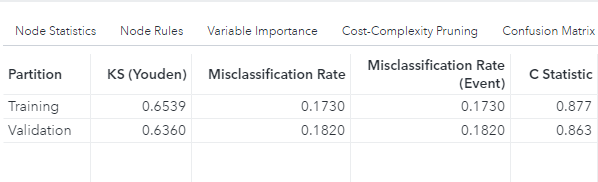 Node Statistics Node Rules Variable Importance Cost-Complexity Pruning Confusion Matrix
Partition KS (Youden) Misclassification Rate Misclassification Rate (Event) C Statistic
Training 0.6539 0.1730 0.1730 0.877
Validation 0.6360 0.1820 0.1820 0.863